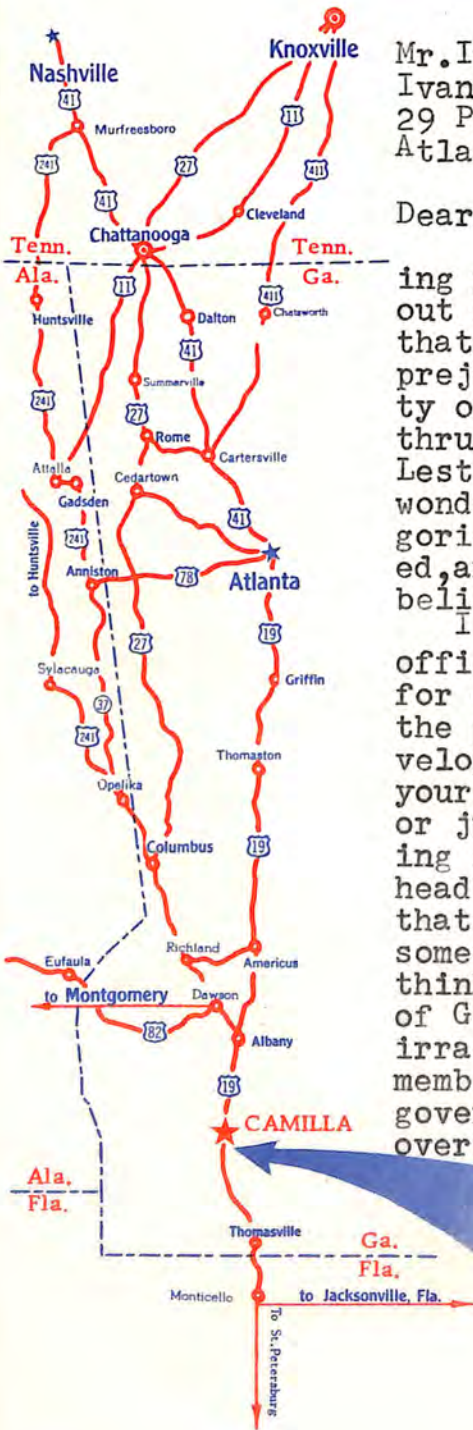 Nashville
Knoxville
41
Murfreesboro
11
241
27
411
41
Cleveland
Chattanooga
Tenn.
Tenn.
Ala.
Ga.
11
411
Huntsville
Dalton
Chatsworth
41
Summerville
241
27
Rome
Cartersville
Attalla
Cedartown
Gadsden
41
to Huntsville
241
Anniston
78
Atlanta
19
27
Sylacauga
Griffin
37
241
Thomaston
Opelika
Columbus
19
Richland
Eufaula
Americus
to Montgomery
Dawson
82
Albany
19
CAMILLA
Ala.
Fla.
Thomasville
Ga.
Fla.
Monticello
to Jacksonville, Fla.
To St.Petersburg
Mr.I
Ivan
29 P
Atla
Dear
ing
out
that
prej
ty o
thru
Lest
wond
gori
ed,a
beli
I
offi
for
the
velo
your
or j
ing
head
that
some
thin
of G
irra
memb
gove
over